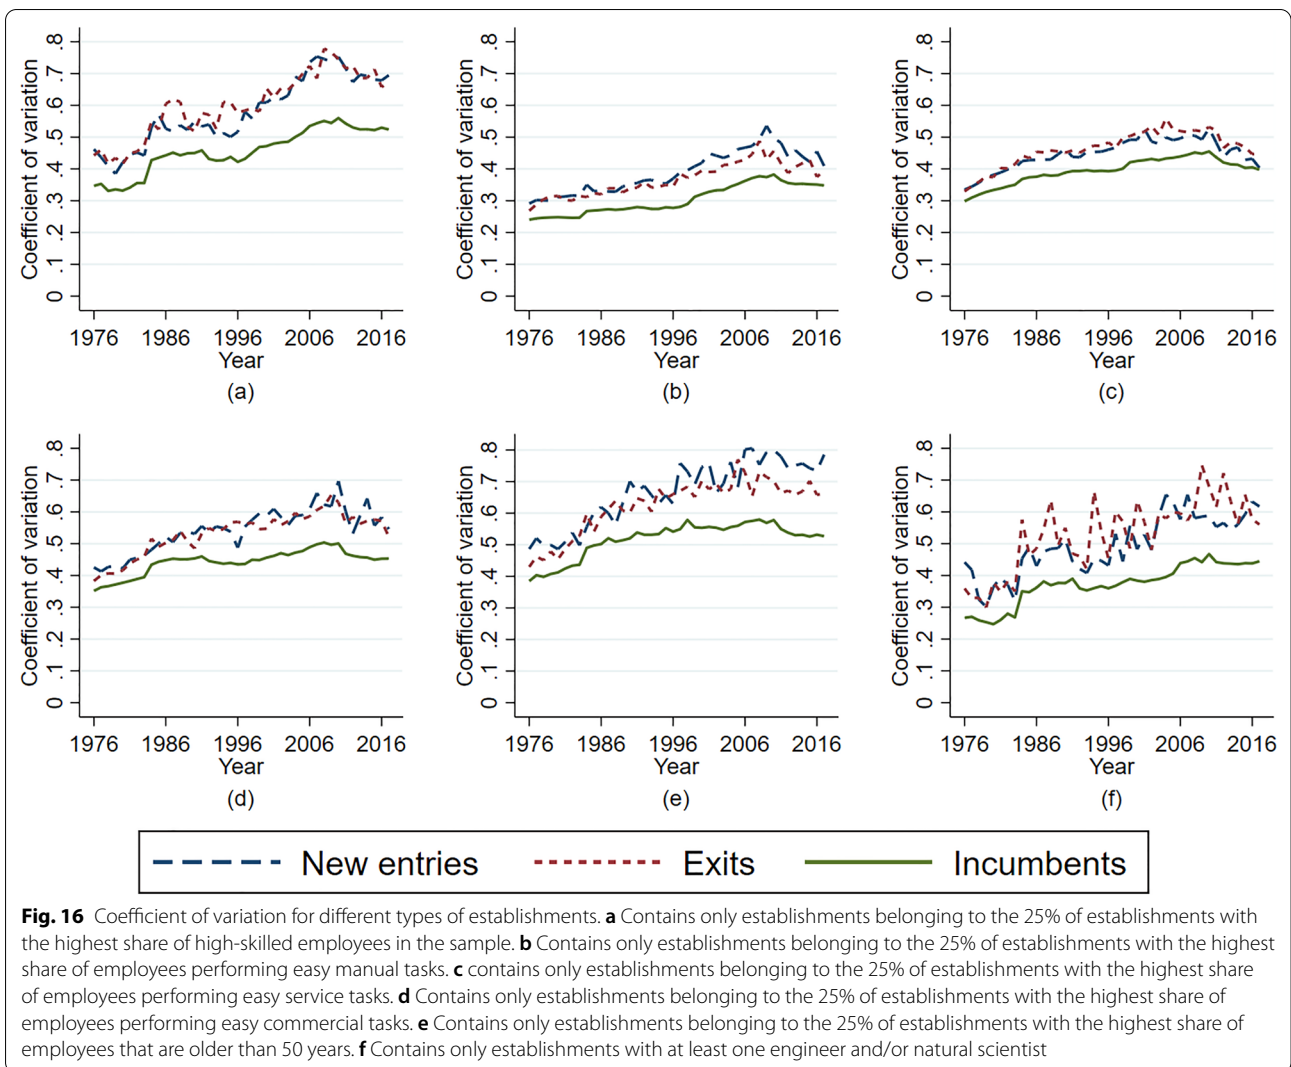 Coefficient of variation
0 .1 .2 .3 .4 .5 .6 .7 .8
1976 1986 1996 2006 2016
Year
(a)
Coefficient of variation
0 .1 .2 .3 .4 .5 .6 .7 .8
1976 1986 1996 2006 2016
Year
(b)
Coefficient of variation
0 .1 .2 .3 .4 .5 .6 .7 .8
1976 1986 1996 2006 2016
Year
(c)
Coefficient of variation
0 .1 .2 .3 .4 .5 .6 .7 .8
1976 1986 1996 2006 2016
Year
(d)
Coefficient of variation
0 .1 .2 .3 .4 .5 .6 .7 .8
1976 1986 1996 2006 2016
Year
(e)
Coefficient of variation
0 .1 .2 .3 .4 .5 .6 .7 .8
1976 1986 1996 2006 2016
Year
(f)
New entries Exits Incumbents
Fig. 16 Coefficient of variation for different types of establishments. a Contains only establishments belonging to the 25% of establishments with
the highest share of high-skilled employees in the sample. b Contains only establishments belonging to the 25% of establishments with the highest
share of employees performing easy manual tasks. c contains only establishments belonging to the 25% of establishments with the highest share
of employees performing easy service tasks. d Contains only establishments belonging to the 25% of establishments with the highest share of
employees performing easy commercial tasks. e Contains only establishments belonging to the 25% of establishments with the highest share of
employees that are older than 50 years. f Contains only establishments with at least one engineer and/or natural scientist